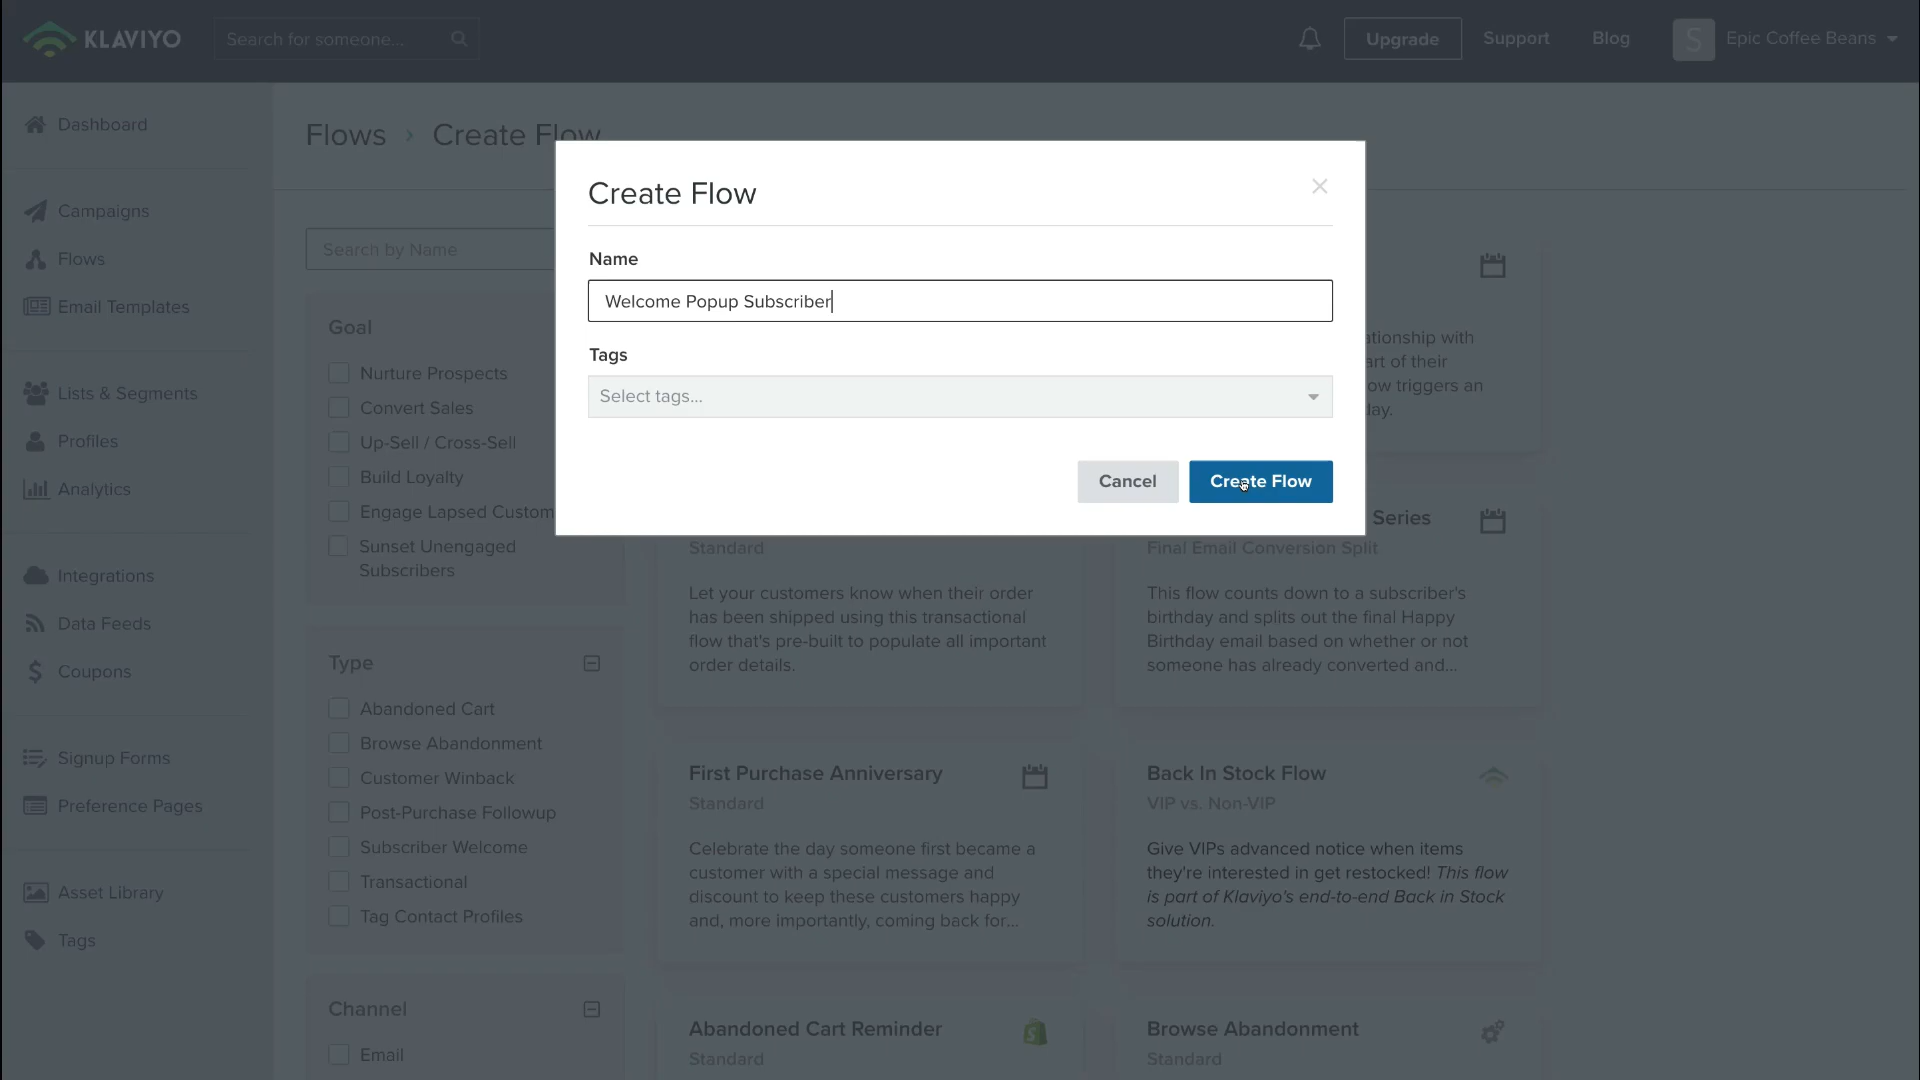 KLAVIYO
Search for someone...
Upgrade
Support
Blog
S
Epic Coffee Beans
Dashboard
Campaigns
Flows
Email Templates
Lists & Segments
Profiles
Analytics
Integrations
Data Feeds
Coupons
Signup Forms
Preference Pages
Asset Library
Tags
Flows › Create Flow
Search by Name
Goal
Nurture Prospects
Convert Sales
Up-Sell / Cross-Sell
Build Loyalty
Engage Lapsed Custom
Sunset Unengaged
Subscribers
Type
Abandoned Cart
Browse Abandonment
Customer Winback
Post-Purchase Followup
Subscriber Welcome
Transactional
Tag Contact Profiles
Channel
Email
Create Flow
Name
Welcome Popup Subscriber
Tags
Select tags...
Cancel
Create Flow
ationship with
art of their
ow triggers an
lay.
Standard
Let your customers know when their order
has been shipped using this transactional
flow that's pre-built to populate all important
order details.
Series
Final Email Conversion Split
This flow counts down to a subscriber's
birthday and splits out the final Happy
Birthday email based on whether or not
someone has already converted and...
First Purchase Anniversary
Standard
Celebrate the day someone first became a
customer with a special message and
discount to keep these customers happy
and, more importantly, coming back for...
Back In Stock Flow
VIP vs. Non-VIP
Give VIPs advanced notice when items
they're interested in get restocked! This flow
is part of Klaviyo's end-to-end Back in Stock
solution.
Abandoned Cart Reminder
Standard
Browse Abandonment
Standard